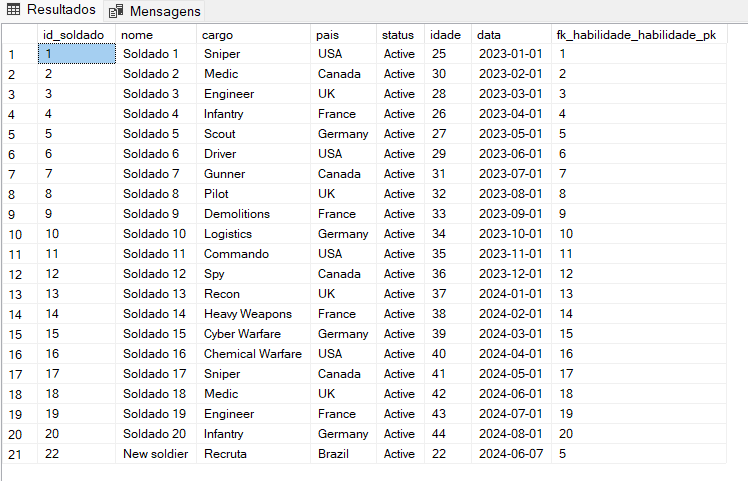 Resultados Mensagens
id_soldado nome cargo pais status idade data fk_habilidade_habilidade_pk
1 1 Soldado 1 Sniper USA Active 25 2023-01-01 1
2 2 Soldado 2 Medic Canada Active 30 2023-02-01 2
3 3 Soldado 3 Engineer UK Active 28 2023-03-01 3
4 4 Soldado 4 Infantry France Active 26 2023-04-01 4
5 5 Soldado 5 Scout Germany Active 27 2023-05-01 5
6 6 Soldado 6 Driver USA Active 29 2023-06-01 6
7 7 Soldado 7 Gunner Canada Active 31 2023-07-01 7
8 8 Soldado 8 Pilot UK Active 32 2023-08-01 8
9 9 Soldado 9 Demolitions France Active 33 2023-09-01 9
10 10 Soldado 10 Logistics Germany Active 34 2023-10-01 10
11 11 Soldado 11 Commando USA Active 35 2023-11-01 11
12 12 Soldado 12 Spy Canada Active 36 2023-12-01 12
13 13 Soldado 13 Recon UK Active 37 2024-01-01 13
14 14 Soldado 14 Heavy Weapons France Active 38 2024-02-01 14
15 15 Soldado 15 Cyber Warfare Germany Active 39 2024-03-01 15
16 16 Soldado 16 Chemical Warfare USA Active 40 2024-04-01 16
17 17 Soldado 17 Sniper Canada Active 41 2024-05-01 17
18 18 Soldado 18 Medic UK Active 42 2024-06-01 18
19 19 Soldado 19 Engineer France Active 43 2024-07-01 19
20 20 Soldado 20 Infantry Germany Active 44 2024-08-01 20
21 22 New soldier Recruta Brazil Active 22 2024-06-07 5